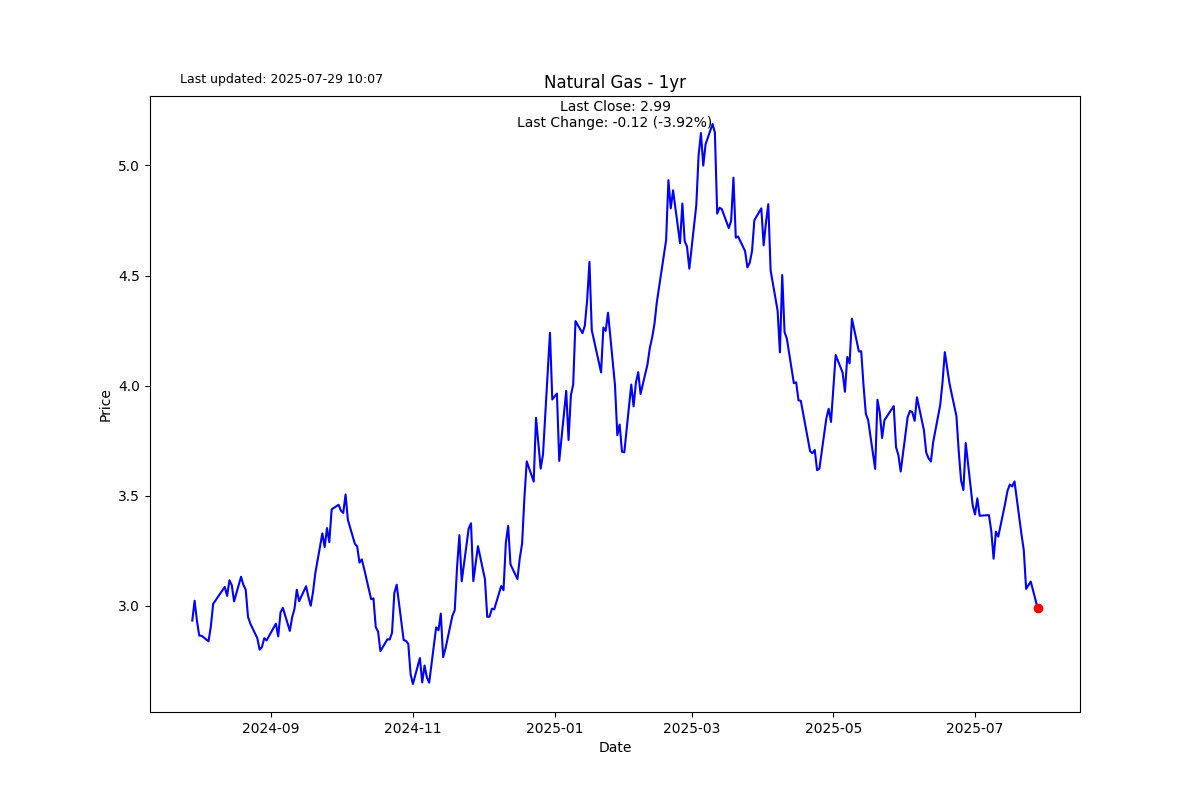 Last updated: 2025-07-29 10:07
Natural Gas - 1yr
Last Close: 2.99
Last Change: -0.12 (-3.92%)
5.0
4.5
4.0
3.5
3.0
Price
2024-09
2024-11
2025-01
2025-03
2025-05
2025-07
Date